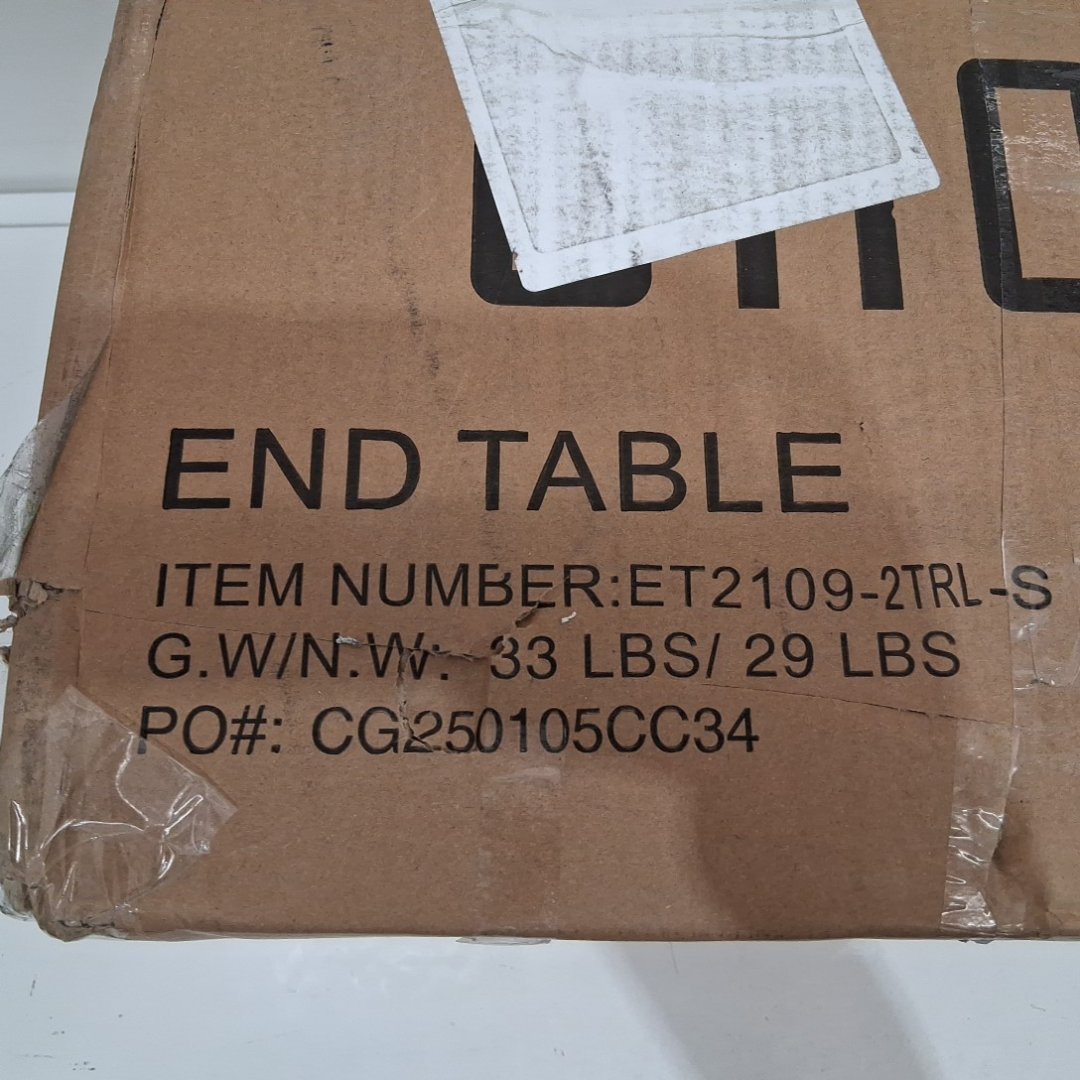 END TABLE
ITEM NUMBER:ET2109-2TRL-S
G.W/N.W: 33 LBS/ 29 LBS
PO#: CG250105CC34